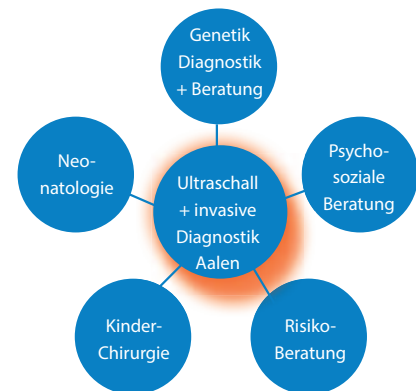 Genetik
Diagnostik
+ Beratung
Neo-
natologie
Ultraschall
+ invasive
Diagnostik
Aalen
Psycho-
soziale
Beratung
Kinder-
Chirurgie
Risiko-
Beratung